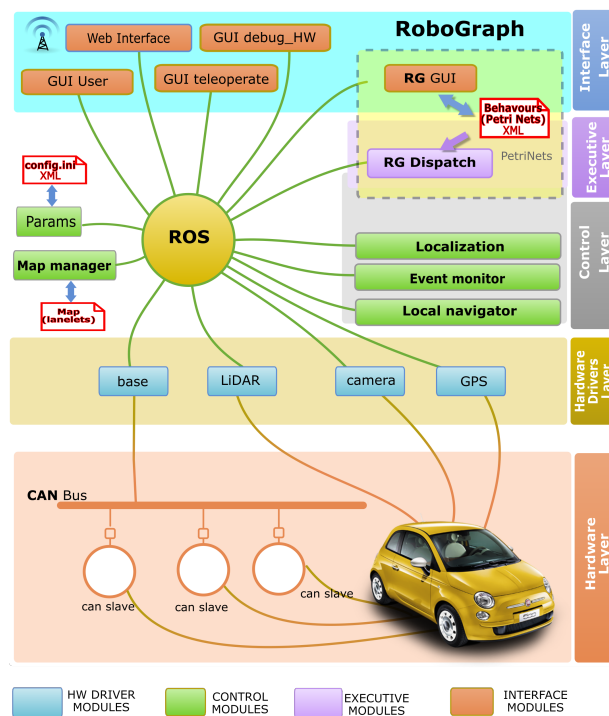 RoboGraph
Web Interface
GUI debug_HW
GUI User
GUI teleoperate
RG GUI
Behavours
(Petri Nets)
XML
Interface
Layer
config.ini
XML
RG Dispatch
PetriNets
Executive
Layer
Params
ROS
Map manager
Map
(lanelets)
Localization
Event monitor
Local navigator
Control
Layer
base
LiDAR
camera
GPS
Hardware
Drivers
Layer
CAN Bus
can slave
can slave
can slave
Hardware
Layer
HW DRIVER
MODULES
CONTROL
MODULES
EXECUTIVE
MODULES
INTERFACE
MODULES